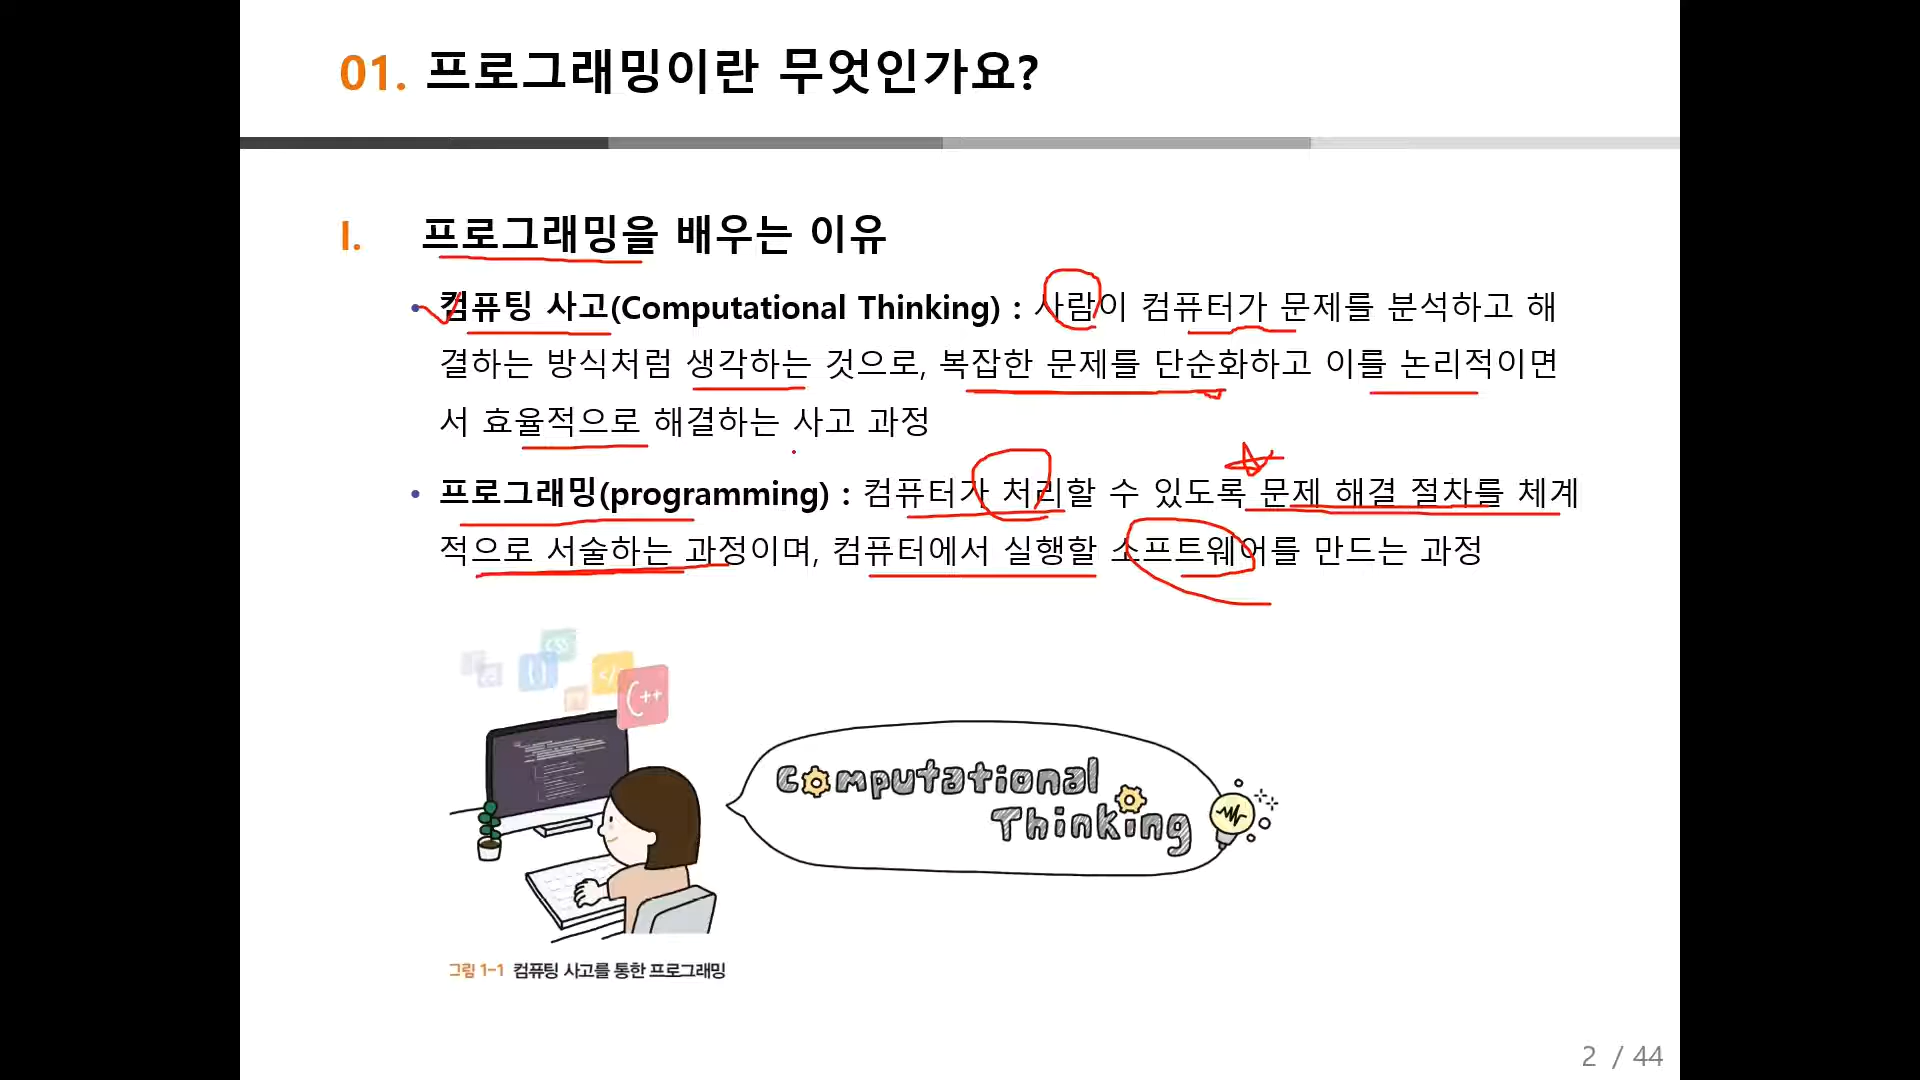 01. 프로그래밍이란 무엇인가요?
I. 프로그래밍을 배우는 이유
• 컴퓨팅 사고(Computational Thinking) : 사람이 컴퓨터가 문제를 분석하고 해
결하는 방식처럼 생각하는 것으로, 복잡한 문제를 단순화하고 이를 논리적이면
서 효율적으로 해결하는 사고 과정
• 프로그래밍(programming) : 컴퓨터가 처리할 수 있도록 문제 해결 절차를 체계
적으로 서술하는 과정이며, 컴퓨터에서 실행할 소프트웨어를 만드는 과정
CSS
{ }
</
C++
Computational
Thinking
그림 1-1 컴퓨팅 사고를 통한 프로그래밍
2 / 44